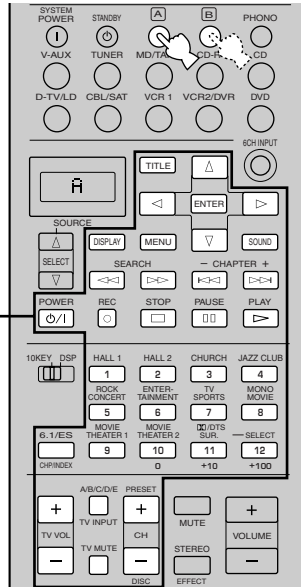 SYSTEM POWER STANDBY A B PHONO
V-AUX TUNER MD/TA CD-R CD
D-TV/LD CBL/SAT VCR 1 VCR2/DVR DVD
6CH INPUT
TITLE
A
ENTER
SOURCE
SELECT
DISPLAY MENU SOUND
SEARCH – CHAPTER +
POWER REC STOP PAUSE PLAY
10KEY DSP HALL 1 HALL 2 CHURCH JAZZ CLUB
1 2 3 4
ROCK CONCERT ENTER-TAINMENT TV SPORTS MONO MOVIE
5 6 7 8
MOVIE THEATER 1 MOVIE THEATER 2 /DTS SUR. — SELECT
6.1/ES 9 10 11 12
CHP/INDEX 0 +10 +100
A/B/C/D/E PRESET
+ TV INPUT + MUTE +
TV VOL TV MUTE CH STEREO VOLUME
– – –
DISC EFFECT